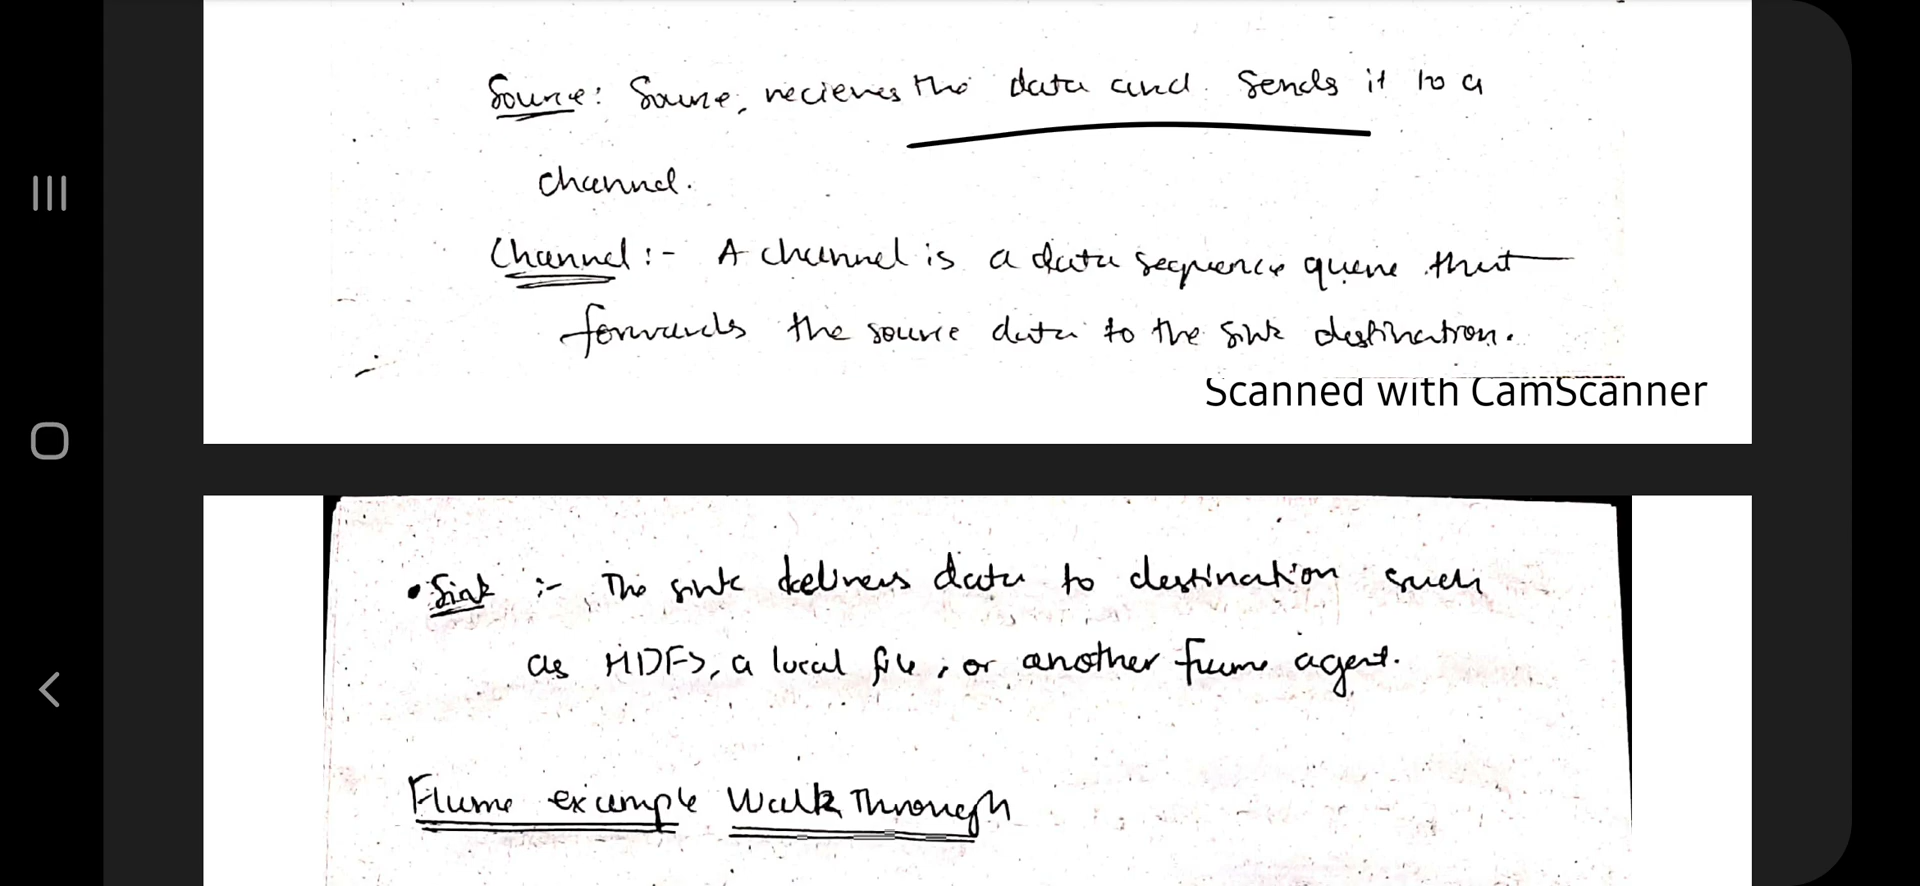 Source: Source, recieves the data and sends it to a
channel.
Channel :- A channel is a data sequence queue that
forwards the source data to the sink destination.
Scanned with CamScanner
• Sink :- The sink delivers data to destination such
as HDFS, a local file, or another flume agent.
Flume example Walk Through